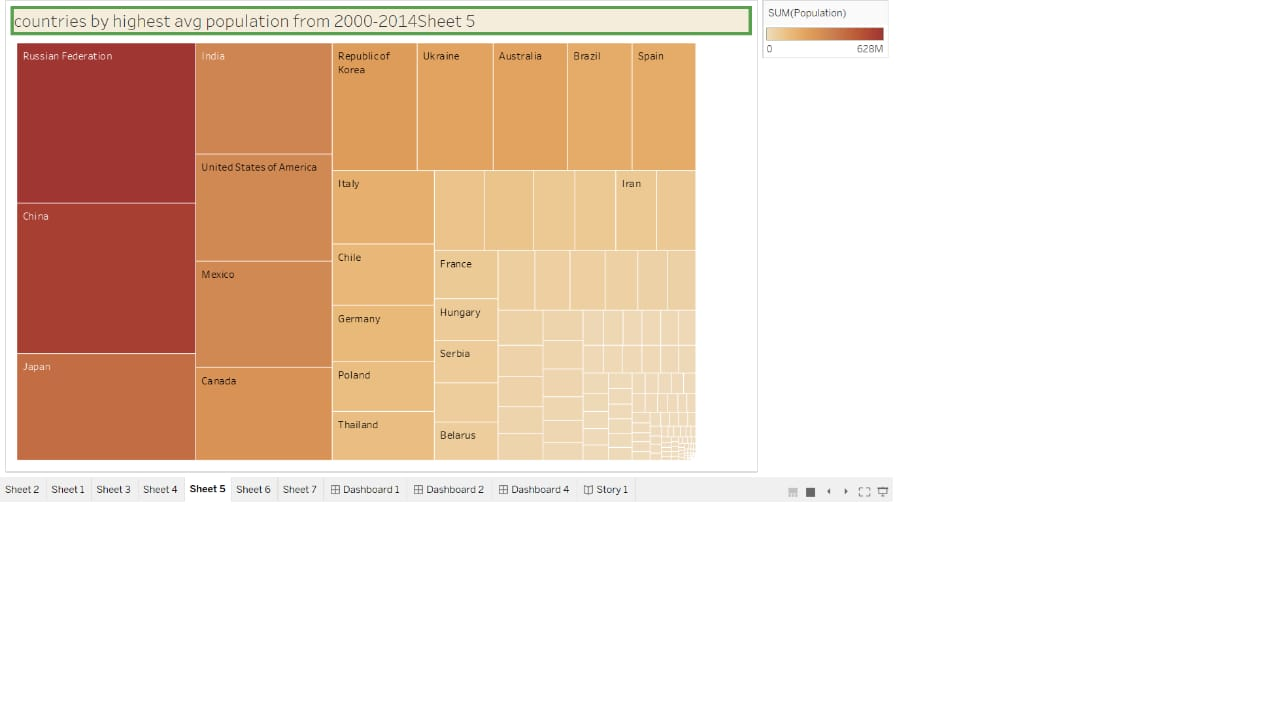 countries by highest avg population from 2000-2014Sheet 5
SUM(Population)
0 628M
Russian Federation
India
Republic of
Korea
Ukraine
Australia
Brazil
Spain
United States of America
Italy
Iran
China
Chile
France
Mexico
Hungary
Germany
Serbia
Japan
Canada
Poland
Thailand
Belarus
Sheet 2 Sheet 1 Sheet 3 Sheet 4 Sheet 5 Sheet 6 Sheet 7 Dashboard 1 Dashboard 2 Dashboard 4 Story 1